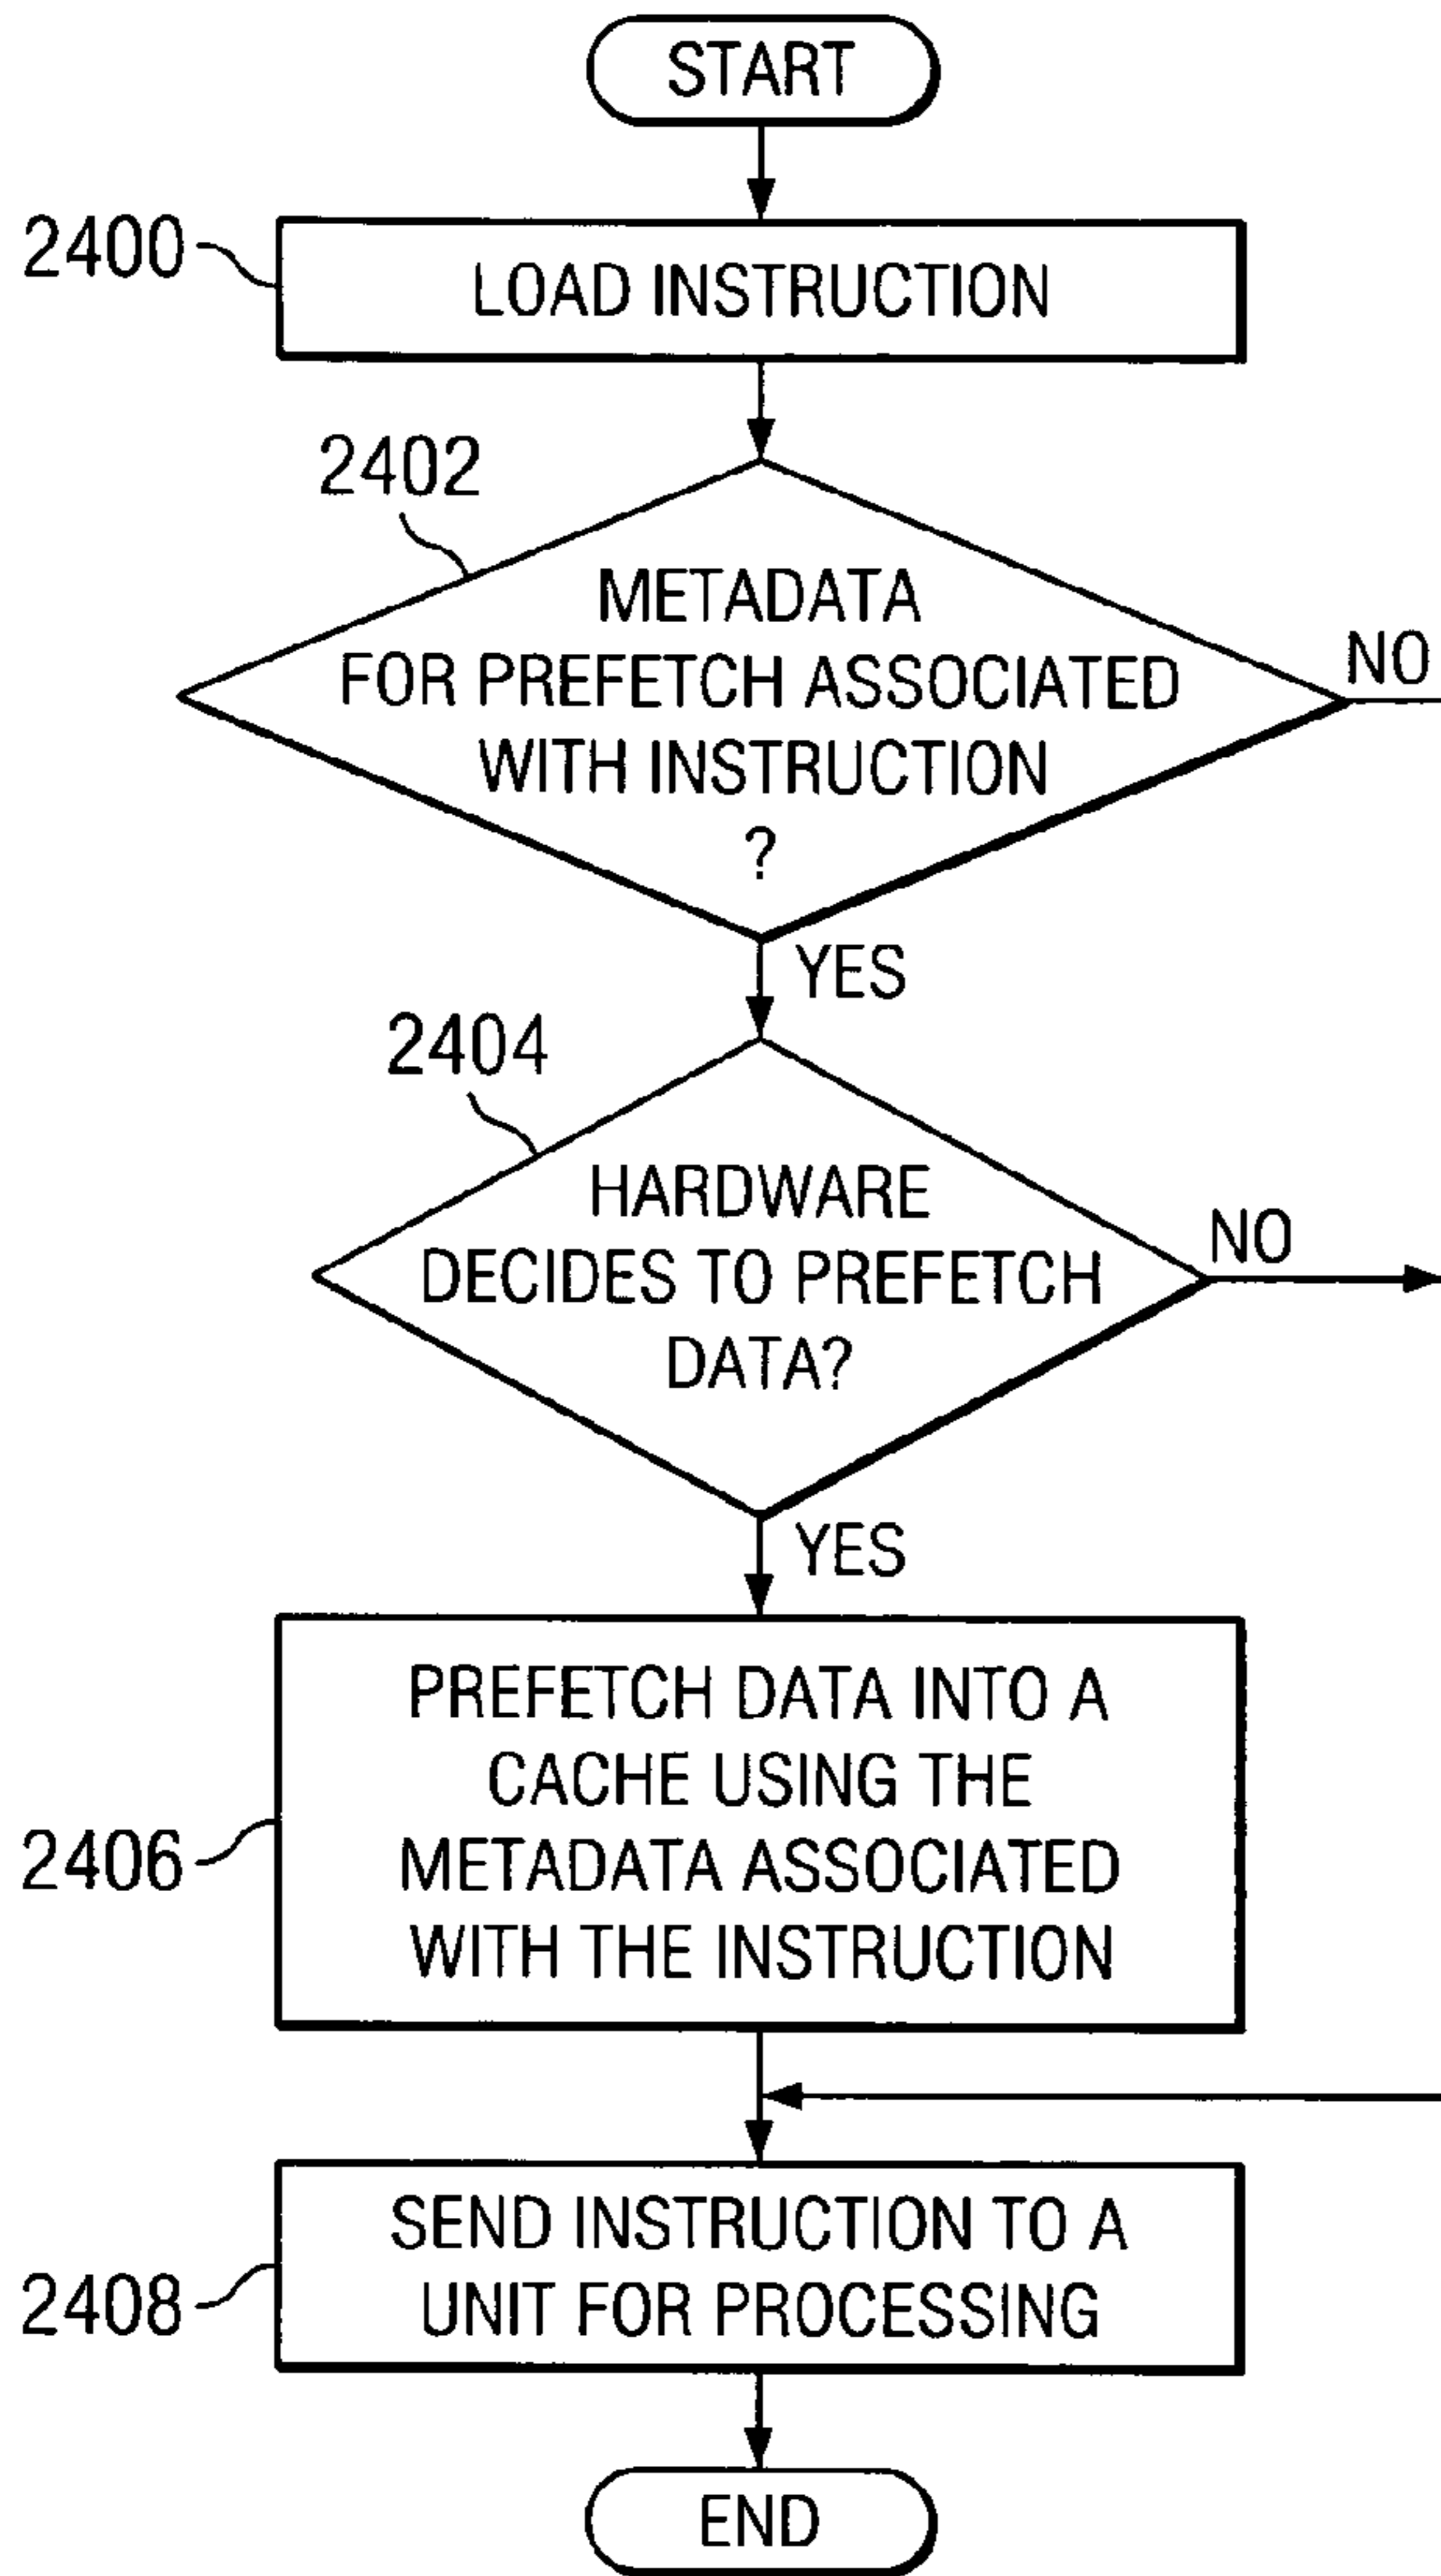 START
2400
LOAD INSTRUCTION
2402
METADATA
FOR PREFETCH ASSOCIATED
WITH INSTRUCTION
?
NO
YES
2404
HARDWARE
DECIDES TO PREFETCH
DATA?
NO
YES
2406
PREFETCH DATA INTO A
CACHE USING THE
METADATA ASSOCIATED
WITH THE INSTRUCTION
2408
SEND INSTRUCTION TO A
UNIT FOR PROCESSING
END